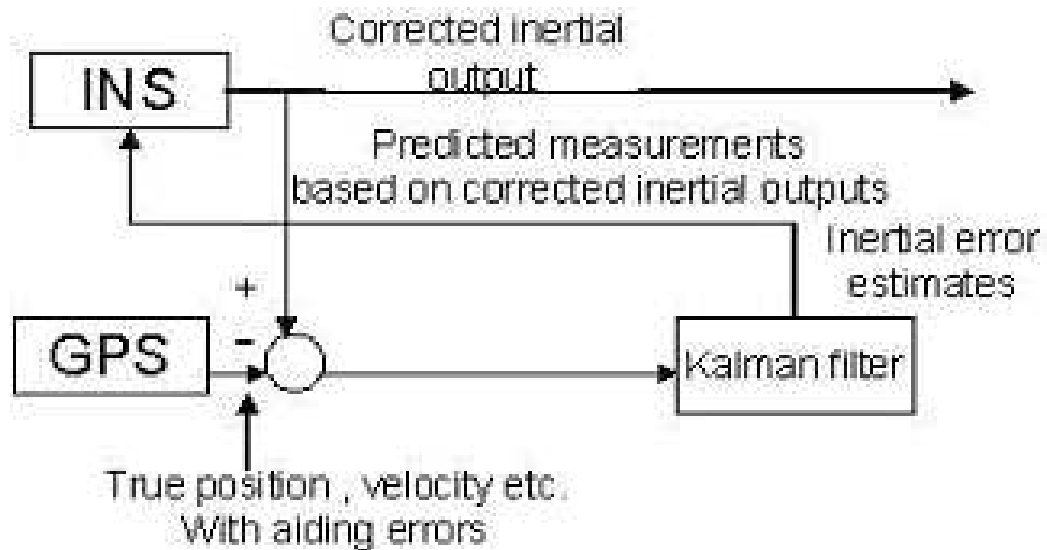 Corrected inertial
output
INS
Predicted measurements
based on corrected inertial outputs
Inertial error
estimates
+
-
GPS
Kalman filter
True position , velocity etc.
With aiding errors